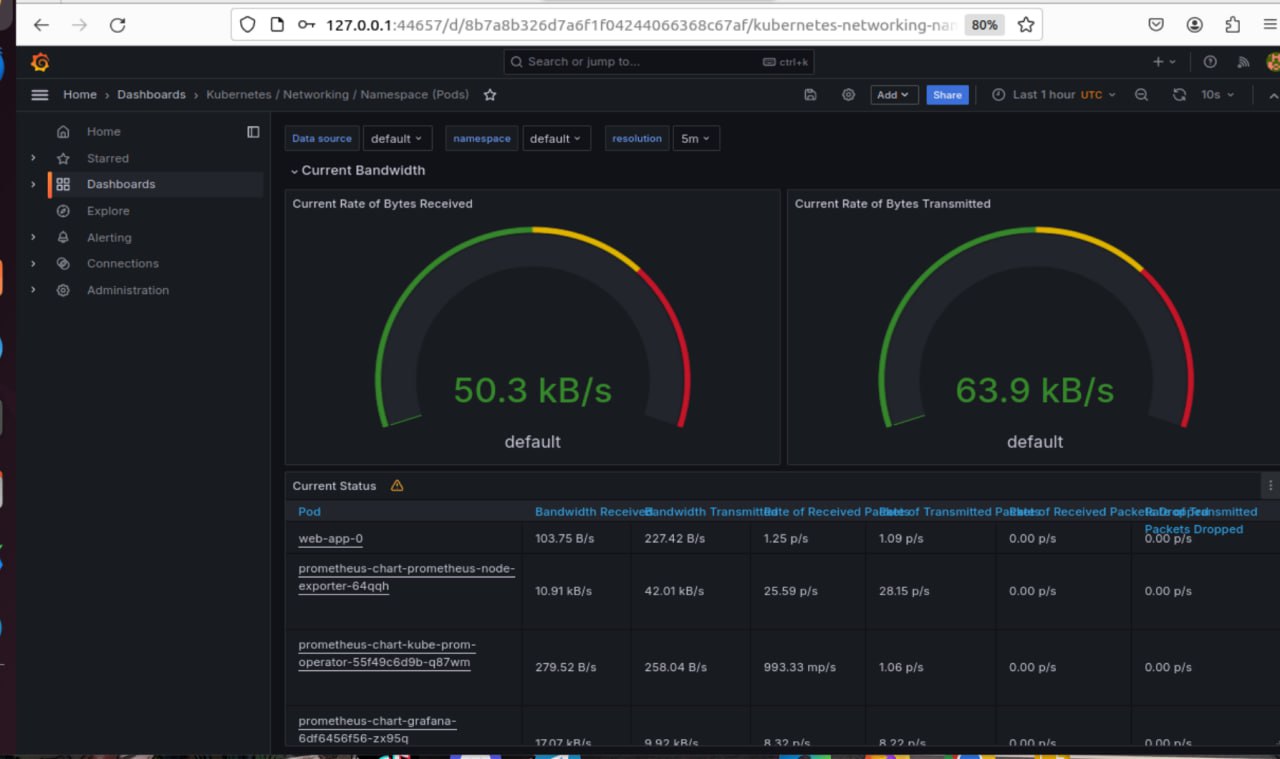 127.0.0.1:44657/d/8b7a8b326d7a6f1f04244066368c67af/kubernetes-networking-nam
80%
Search or jump to...
ctrl+k
Home › Dashboards › Kubernetes / Networking / Namespace (Pods)
Add
Share
Last 1 hour UTC
10s
Home
Starred
Dashboards
Explore
Alerting
Connections
Administration
Data source default namespace default resolution 5m
Current Bandwidth
Current Rate of Bytes Received
50.3 kB/s
default
Current Rate of Bytes Transmitted
63.9 kB/s
default
Current Status
Pod Bandwidth Received Bandwidth Transmitted Rate of Received Packets Rate of Transmitted Packets Rate of Received Packets Dropped Rate of Transmitted
Packets Dropped
web-app-0 103.75 B/s 227.42 B/s 1.25 p/s 1.09 p/s 0.00 p/s 0.00 p/s
prometheus-chart-prometheus-node-
exporter-64qqh 10.91 kB/s 42.01 kB/s 25.59 p/s 28.15 p/s 0.00 p/s 0.00 p/s
prometheus-chart-kube-prom-
operator-55f49c6d9b-q87wm 279.52 B/s 258.04 B/s 993.33 mp/s 1.06 p/s 0.00 p/s 0.00 p/s
prometheus-chart-grafana-
6df6456f56-zx95q 17.07 kB/s 9.92 kB/s 8.32 p/s 8.22 p/s 0.00 p/s 0.00 p/s